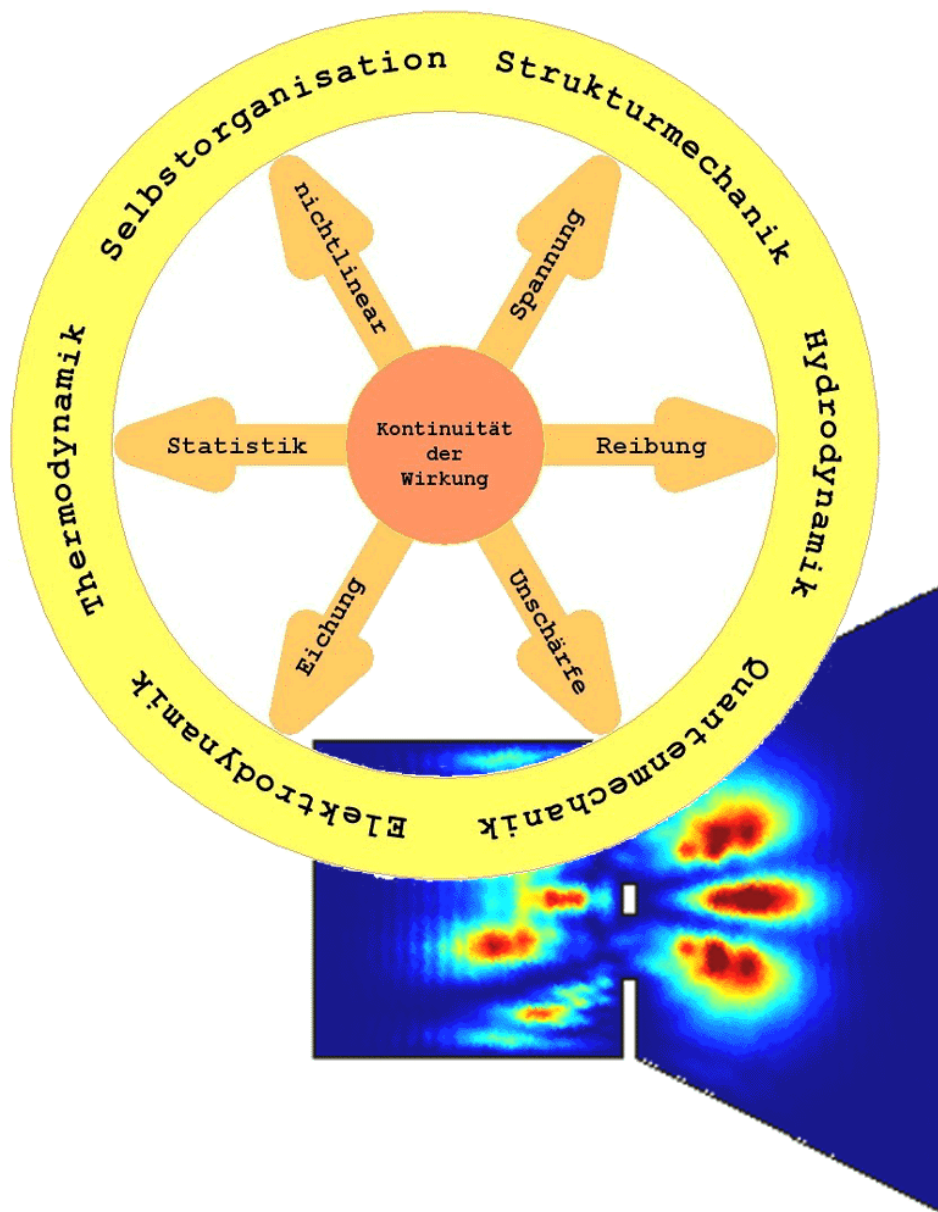 Selbstorganisation
Strukturmechanik
Hydrodynamik
Quantenmechanik
Elektrodynamik
Thermodynamik
nichtlinear
Spannung
Statistik
Kontinuität
der
Wirkung
Reibung
Eichung
Unschärfe